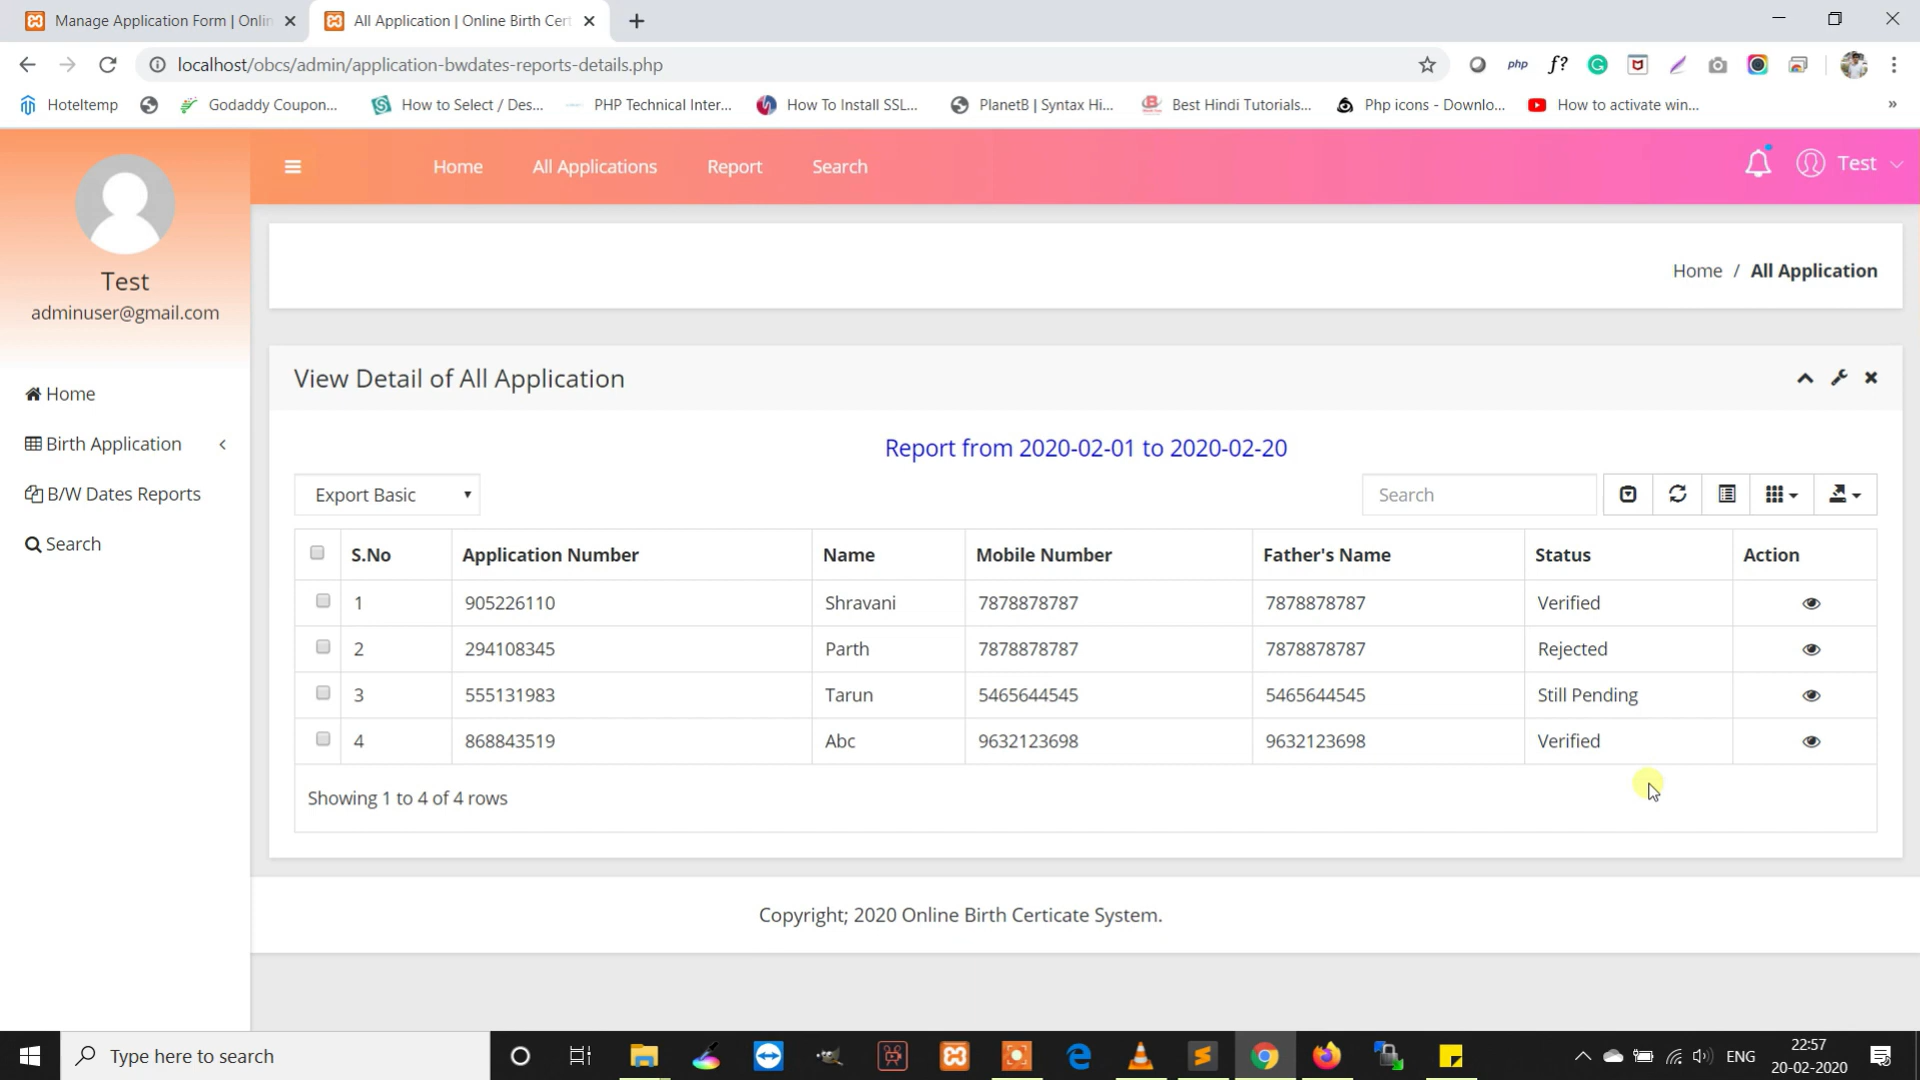 Manage Application Form | Onlin
All Application | Online Birth Cert
localhost/obcs/admin/application-bwdates-reports-details.php
php
f?
Hoteltemp
Godaddy Coupon...
How to Select / Des...
PHP Technical Inter...
How To Install SSL...
PlanetB | Syntax Hi...
Best Hindi Tutorials...
Php icons - Downlo...
How to activate win...
»
Home
All Applications
Report
Search
Test
Test
adminuser@gmail.com
Home
Birth Application
B/W Dates Reports
Search
Home / All Application
View Detail of All Application
Report from 2020-02-01 to 2020-02-20
Export Basic
Search
S.No Application Number Name Mobile Number Father's Name Status Action
1 905226110 Shravani 7878878787 7878878787 Verified
2 294108345 Parth 7878878787 7878878787 Rejected
3 555131983 Tarun 5465644545 5465644545 Still Pending
4 868843519 Abc 9632123698 9632123698 Verified
Showing 1 to 4 of 4 rows
Copyright; 2020 Online Birth Certicate System.
Type here to search
ENG
22:57
20-02-2020